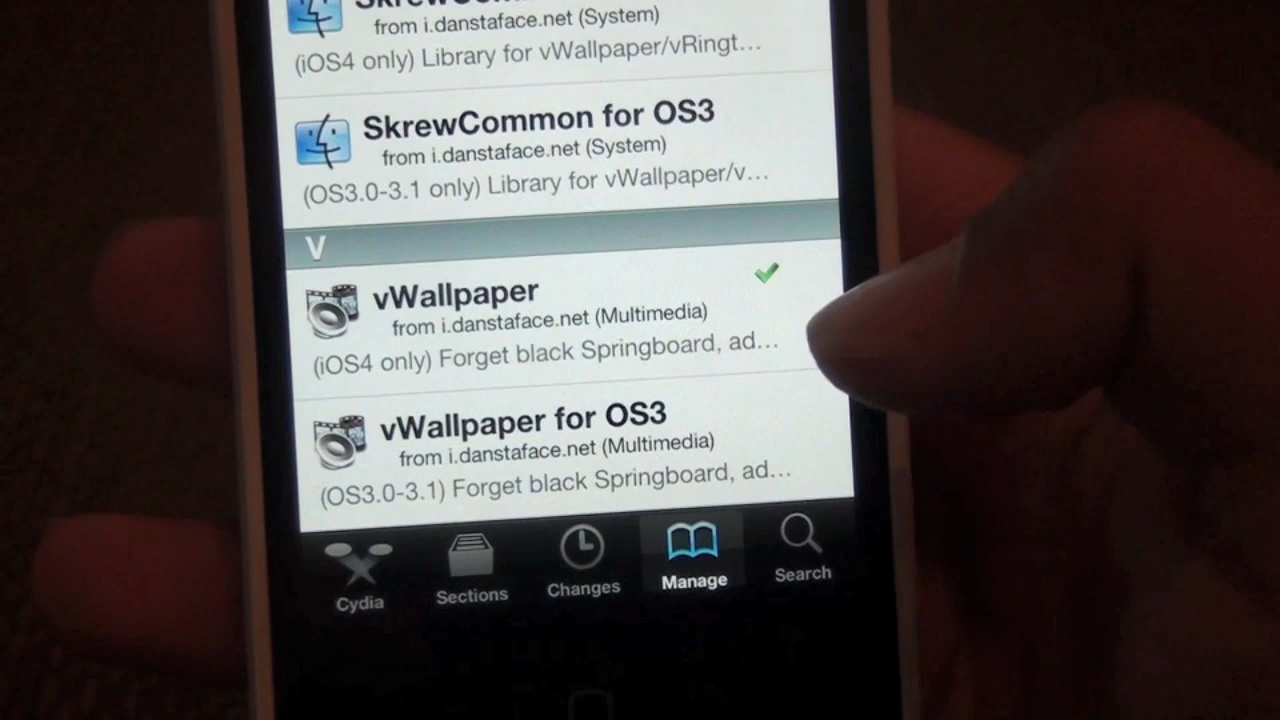 SkrewCom
from i.danstaface.net (System)
(iOS4 only) Library for vWallpaper/vRingt…
SkrewCommon for OS3
from i.danstaface.net (System)
(OS3.0-3.1 only) Library for vWallpaper/v…
V
vWallpaper
from i.danstaface.net (Multimedia)
(iOS4 only) Forget black Springboard, ad…
vWallpaper for OS3
from i.danstaface.net (Multimedia)
(OS3.0-3.1) Forget black Springboard, ad…
Cydia
Sections
Changes
Manage
Search